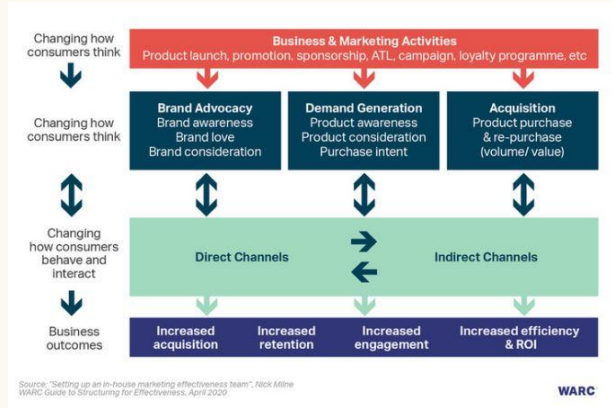 Changing how
consumers think
Business & Marketing Activities
Product launch, promotion, sponsorship, ATL, campaign, loyalty programme, etc
Changing how
consumers think
Brand Advocacy
Brand awareness
Brand love
Brand consideration
Demand Generation
Product awareness
Product consideration
Purchase intent
Acquisition
Product purchase
& re-purchase
(volume/ value)
Changing
how consumers
behave and
interact
Direct Channels
Indirect Channels
Business
outcomes
Increased
acquisition
Increased
retention
Increased
engagement
Increased efficiency
& ROI
Source: "Setting up an in-house marketing effectiveness team", Nick Milne
WARC Guide to Structuring for Effectiveness, April 2020
WARC